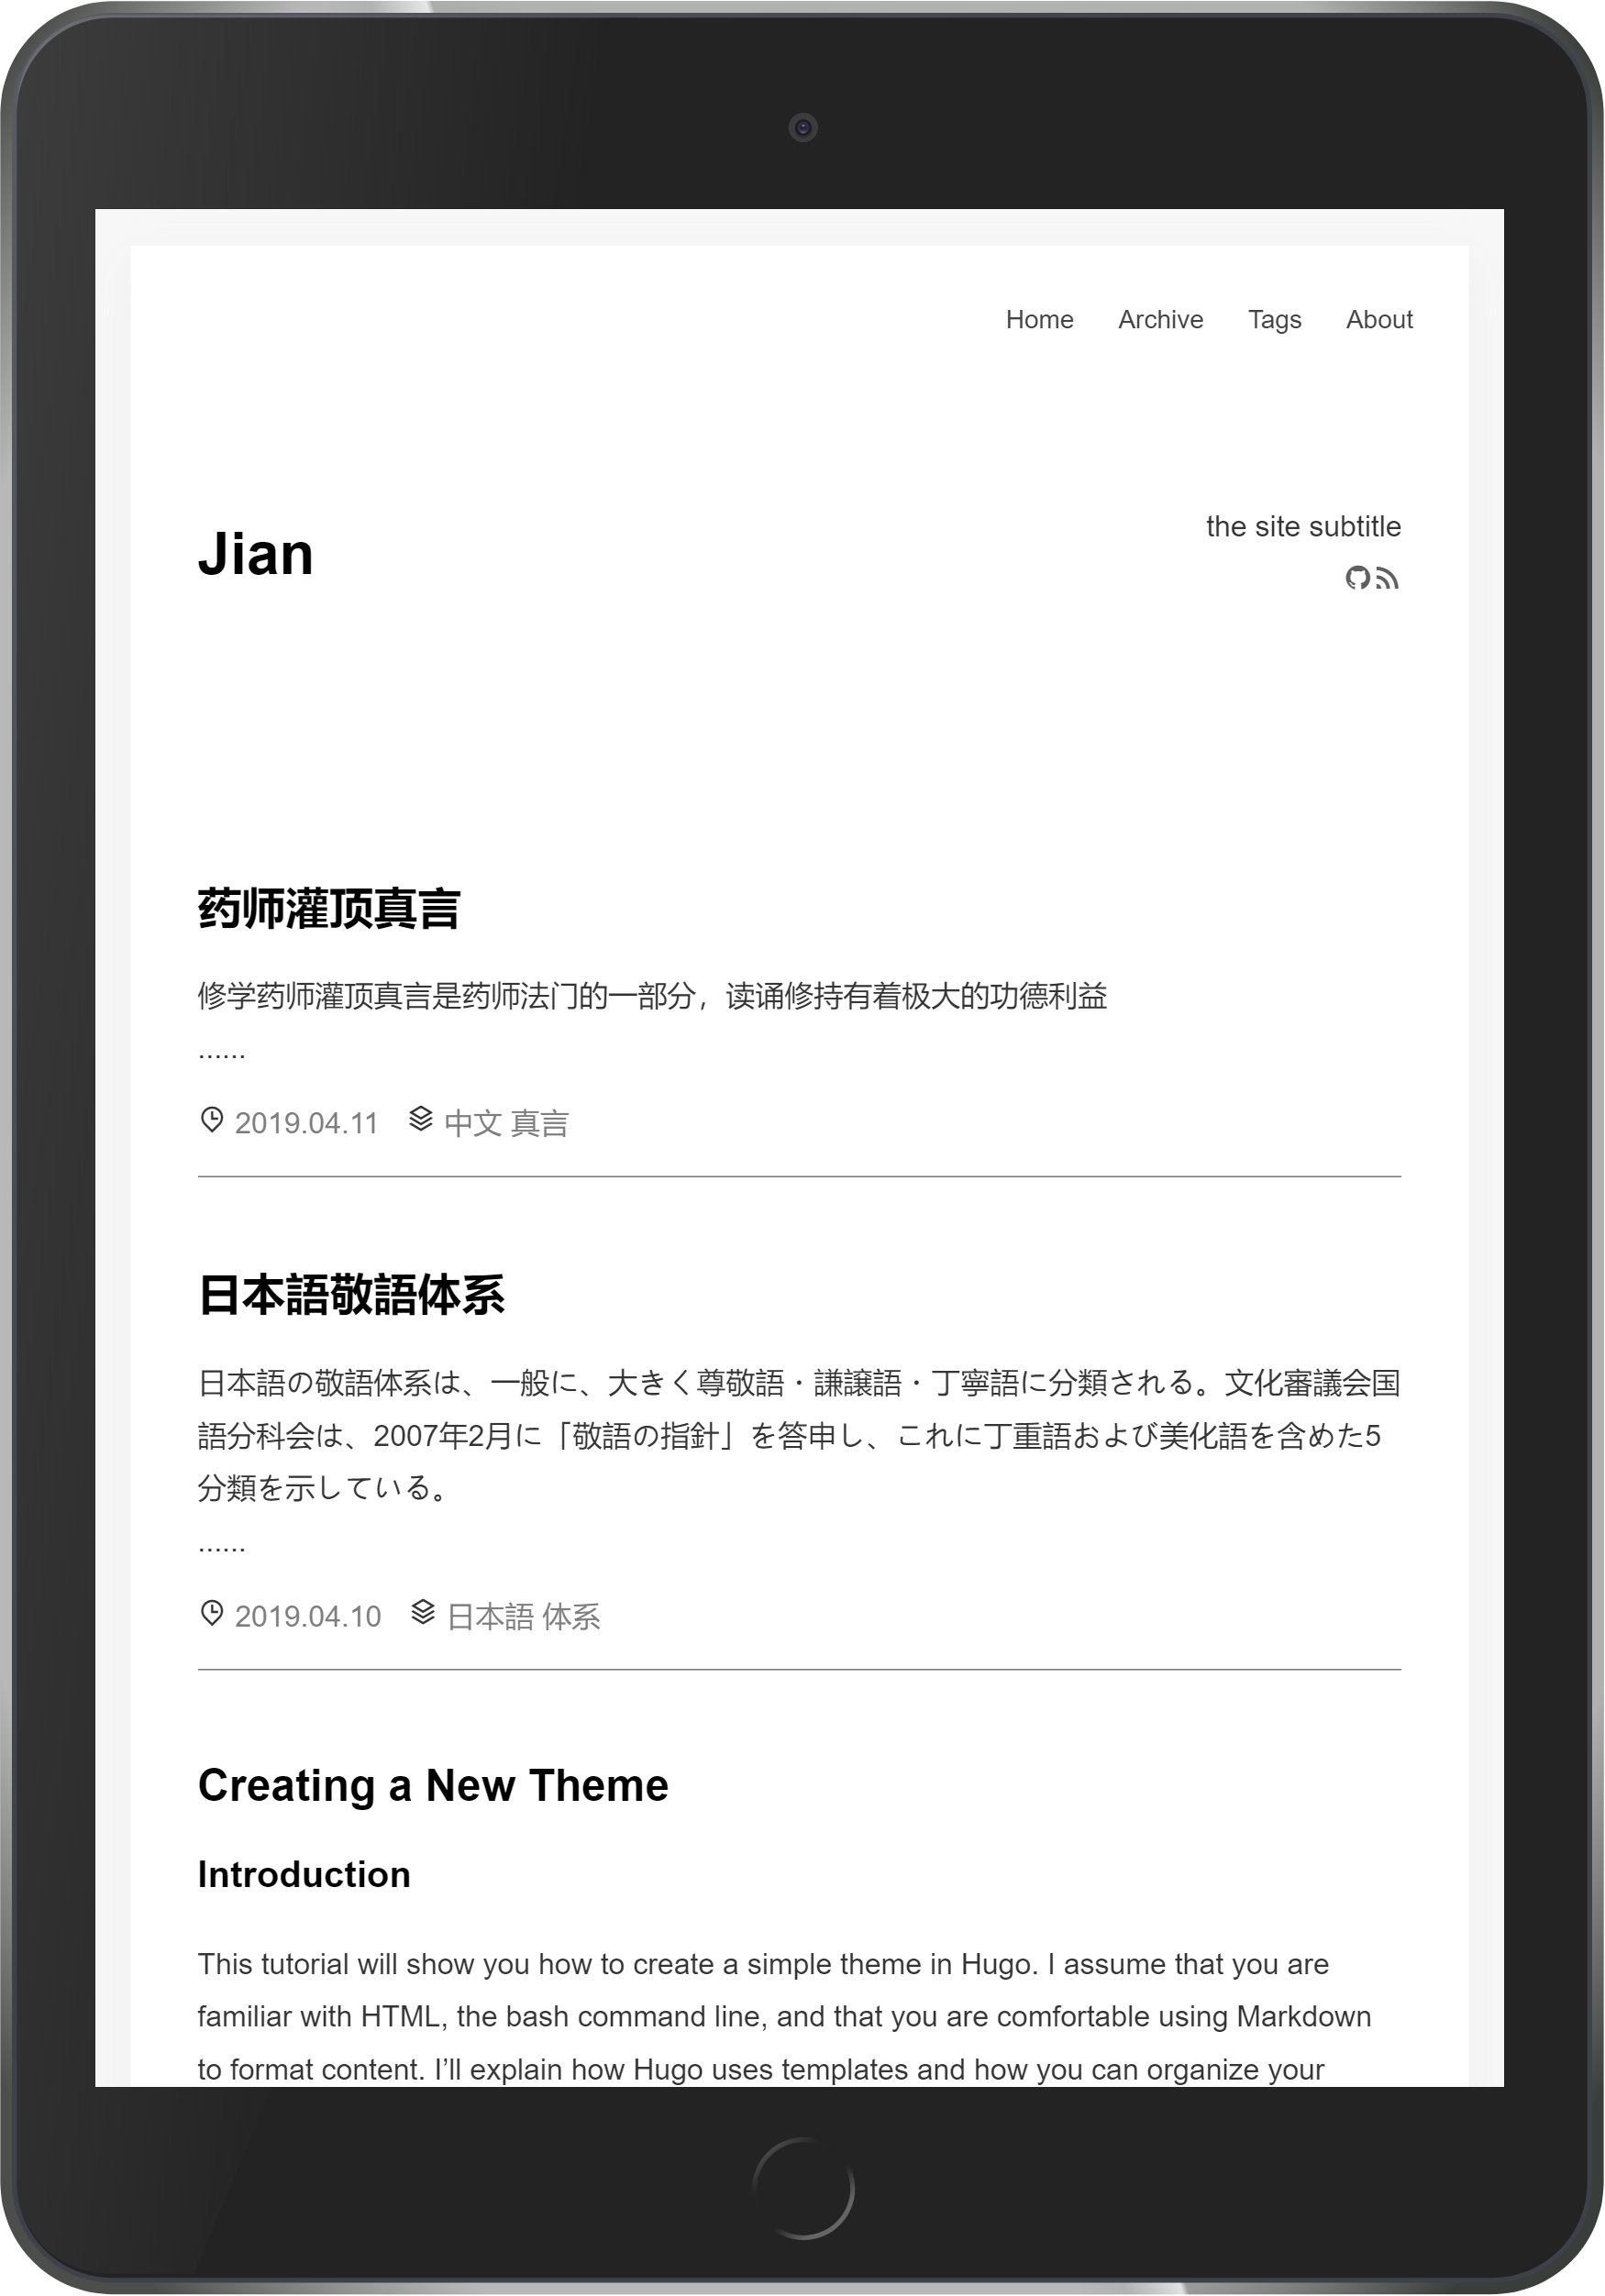 Home Archive Tags About
Jian
the site subtitle
药师灌顶真言
修学药师灌顶真言是药师法门的一部分，读诵修持有着极大的功德利益
......
2019.04.11 中文 真言
日本語敬語体系
日本語の敬語体系は、一般に、大きく尊敬語・謙譲語・丁寧語に分類される。文化審議会国
語分科会は、2007年2月に「敬語の指針」を答申し、これに丁重語および美化語を含めた5
分類を示している。
......
2019.04.10 日本語 体系
Creating a New Theme
Introduction
This tutorial will show you how to create a simple theme in Hugo. I assume that you are
familiar with HTML, the bash command line, and that you are comfortable using Markdown
to format content. I’ll explain how Hugo uses templates and how you can organize your